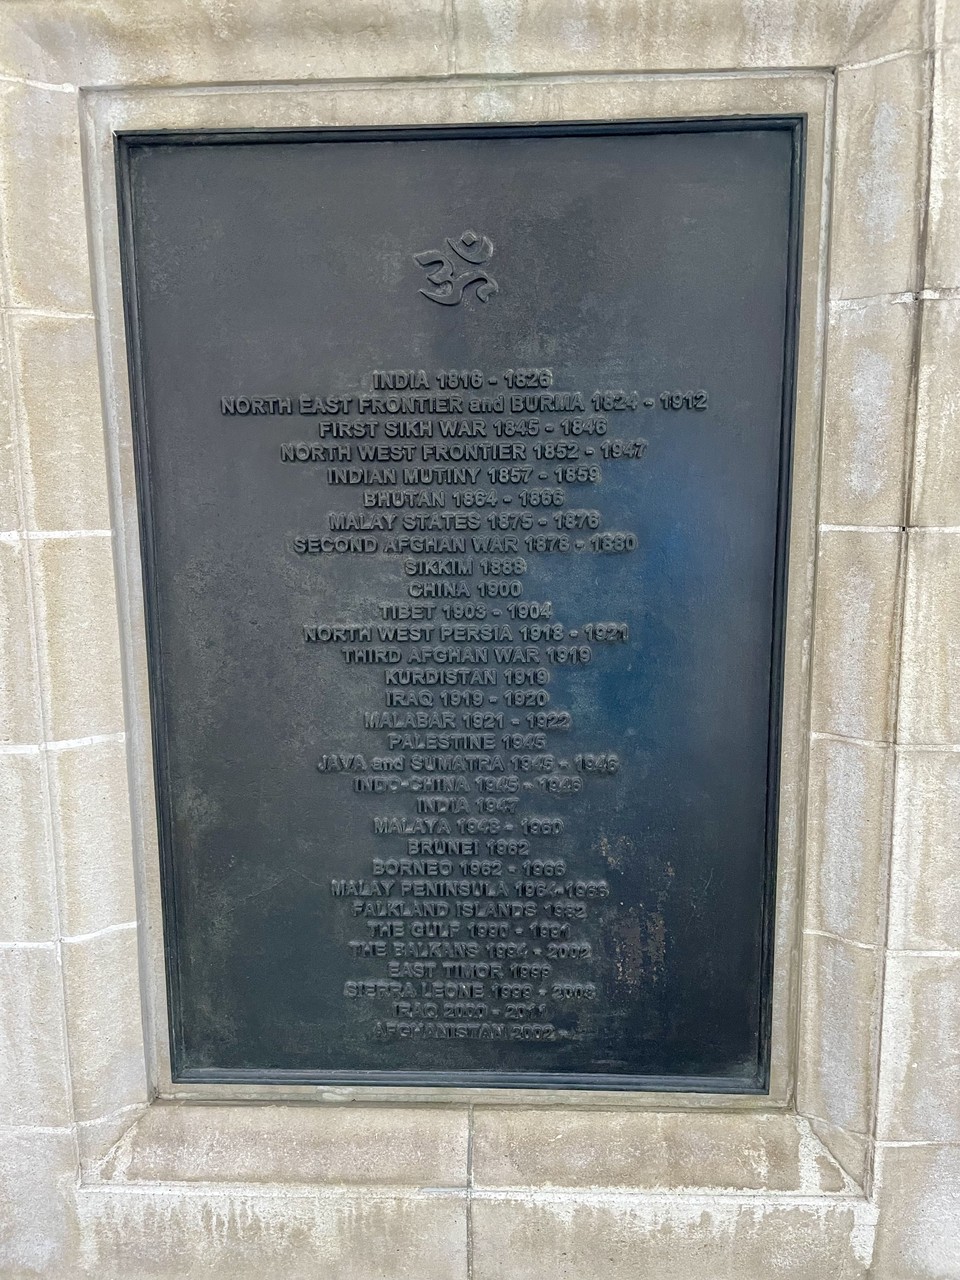 ॐ
INDIA 1816 - 1826
NORTH EAST FRONTIER and BURMA 1824 - 1912
FIRST SIKH WAR 1845 - 1846
NORTH WEST FRONTIER 1852 - 1947
INDIAN MUTINY 1857 - 1859
BHUTAN 1864 - 1866
MALAY STATES 1875 - 1876
SECOND AFGHAN WAR 1878 - 1880
SIKKIM 1888
CHINA 1900
TIBET 1903 - 1904
NORTH WEST PERSIA 1918 - 1921
THIRD AFGHAN WAR 1919
KURDISTAN 1919
IRAQ 1919 - 1920
MALABAR 1921 - 1922
PALESTINE 1945
JAVA and SUMATRA 1945 - 1946
INDO-CHINA 1945 - 1946
INDIA 1947
MALAYA 1948 - 1960
BRUNEI 1962
BORNEO 1962 - 1966
MALAY PENINSULA 1964-1965
FALKLAND ISLANDS 1982
THE GULF 1990 - 1991
THE BALKANS 1994 - 2002
EAST TIMOR 1999
SIERRA LEONE 1999 - 2003
IRAQ 2000 - 2011
AFGHANISTAN 2002 -